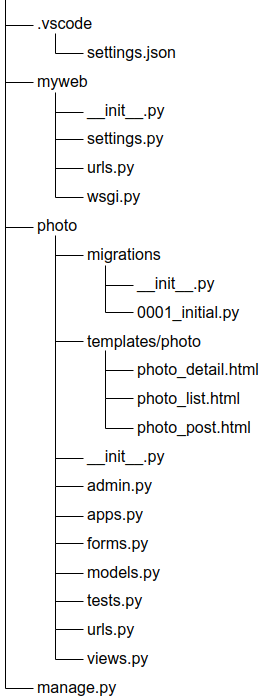 .vscode
settings.json
myweb
__init__.py
settings.py
urls.py
wsgi.py
photo
migrations
__init__.py
0001_initial.py
templates/photo
photo_detail.html
photo_list.html
photo_post.html
__init__.py
admin.py
apps.py
forms.py
models.py
tests.py
urls.py
views.py
manage.py